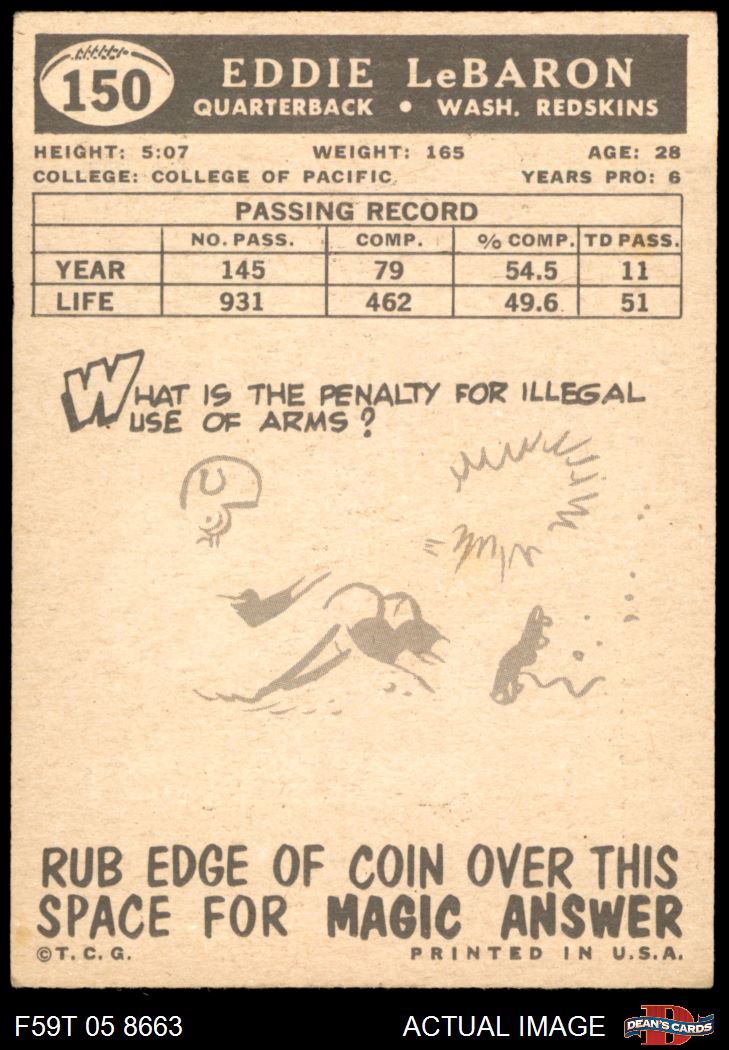 150
EDDIE LeBARON
QUARTERBACK • WASH. REDSKINS
HEIGHT: 5:07 WEIGHT: 165 AGE: 28
COLLEGE: COLLEGE OF PACIFIC YEARS PRO: 6
PASSING RECORD
NO. PASS. COMP. % COMP. TD PASS.
YEAR 145 79 54.5 11
LIFE 931 462 49.6 51
WHAT IS THE PENALTY FOR ILLEGAL
USE OF ARMS?
RUB EDGE OF COIN OVER THIS
SPACE FOR MAGIC ANSWER
©T. C. G. PRINTED IN U.S.A.
F59T 05 8663 ACTUAL IMAGE DEAN'S CARDS